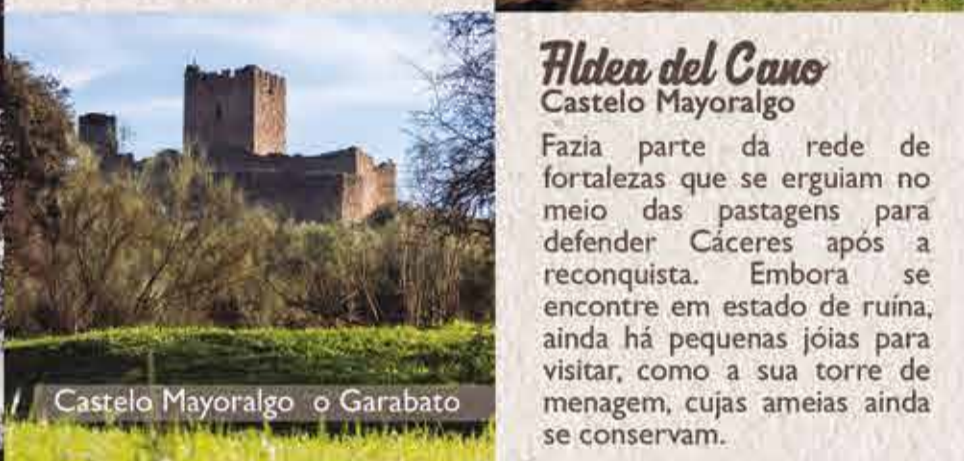 Castelo Mayoralgo o Garabato
Aldea del Cano
Castelo Mayoralgo
Fazia parte da rede de
fortalezas que se erguiam no
meio das pastagens para
defender Cáceres após a
reconquista. Embora se
encontre em estado de ruína,
ainda há pequenas jóias para
visitar, como a sua torre de
menagem, cujas ameias ainda
se conservam.